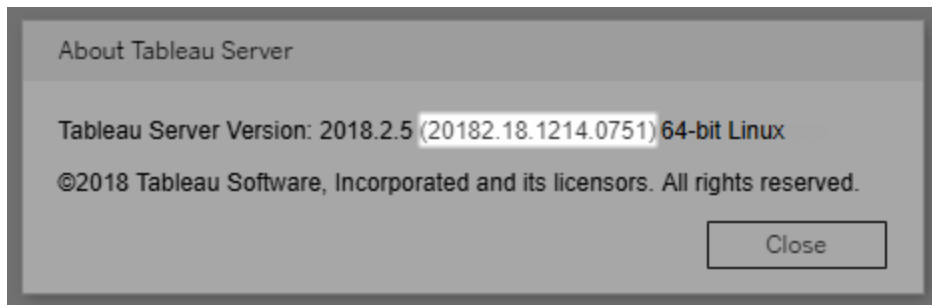 About Tableau Server
Tableau Server Version: 2018.2.5 (20182.18.1214.0751) 64-bit Linux
©2018 Tableau Software, Incorporated and its licensors. All rights reserved.
Close